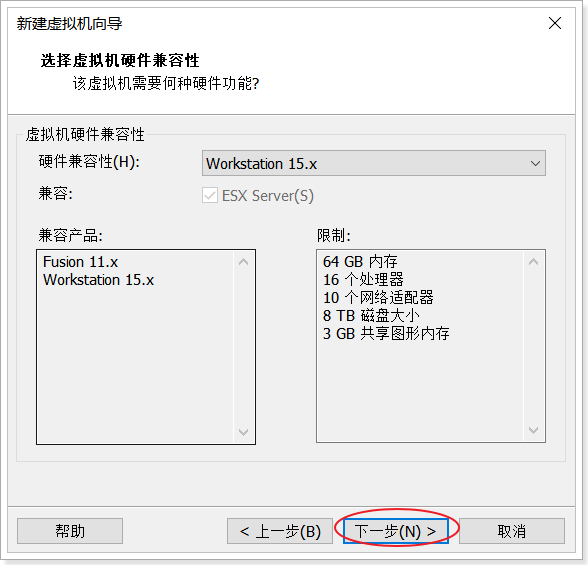 新建虚拟机向导
选择虚拟机硬件兼容性
该虚拟机需要何种硬件功能?
虚拟机硬件兼容性
硬件兼容性(H):
Workstation 15.x
兼容:
ESX Server(S)
兼容产品:
Fusion 11.x
Workstation 15.x
限制:
64 GB 内存
16 个处理器
10 个网络适配器
8 TB 磁盘大小
3 GB 共享图形内存
帮助
< 上一步(B)
下一步(N) >
取消